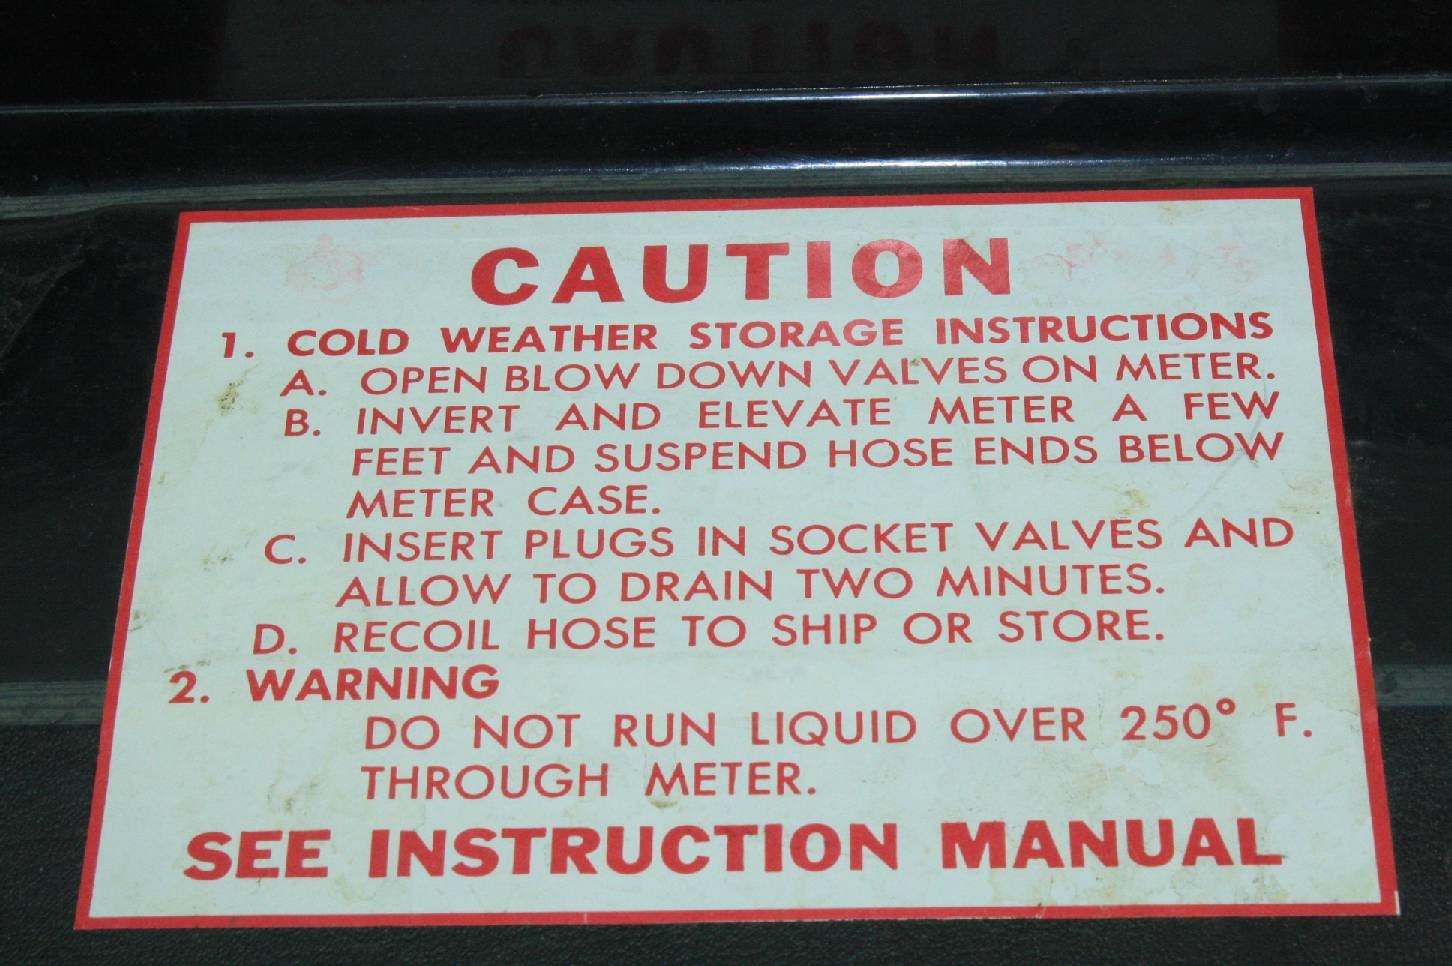 CAUTION
1. COLD WEATHER STORAGE INSTRUCTIONS
A. OPEN BLOW DOWN VALVES ON METER.
B. INVERT AND ELEVATE METER A FEW
FEET AND SUSPEND HOSE ENDS BELOW
METER CASE.
C. INSERT PLUGS IN SOCKET VALVES AND
ALLOW TO DRAIN TWO MINUTES.
D. RECOIL HOSE TO SHIP OR STORE.
2. WARNING
DO NOT RUN LIQUID OVER 250° F.
THROUGH METER.
SEE INSTRUCTION MANUAL